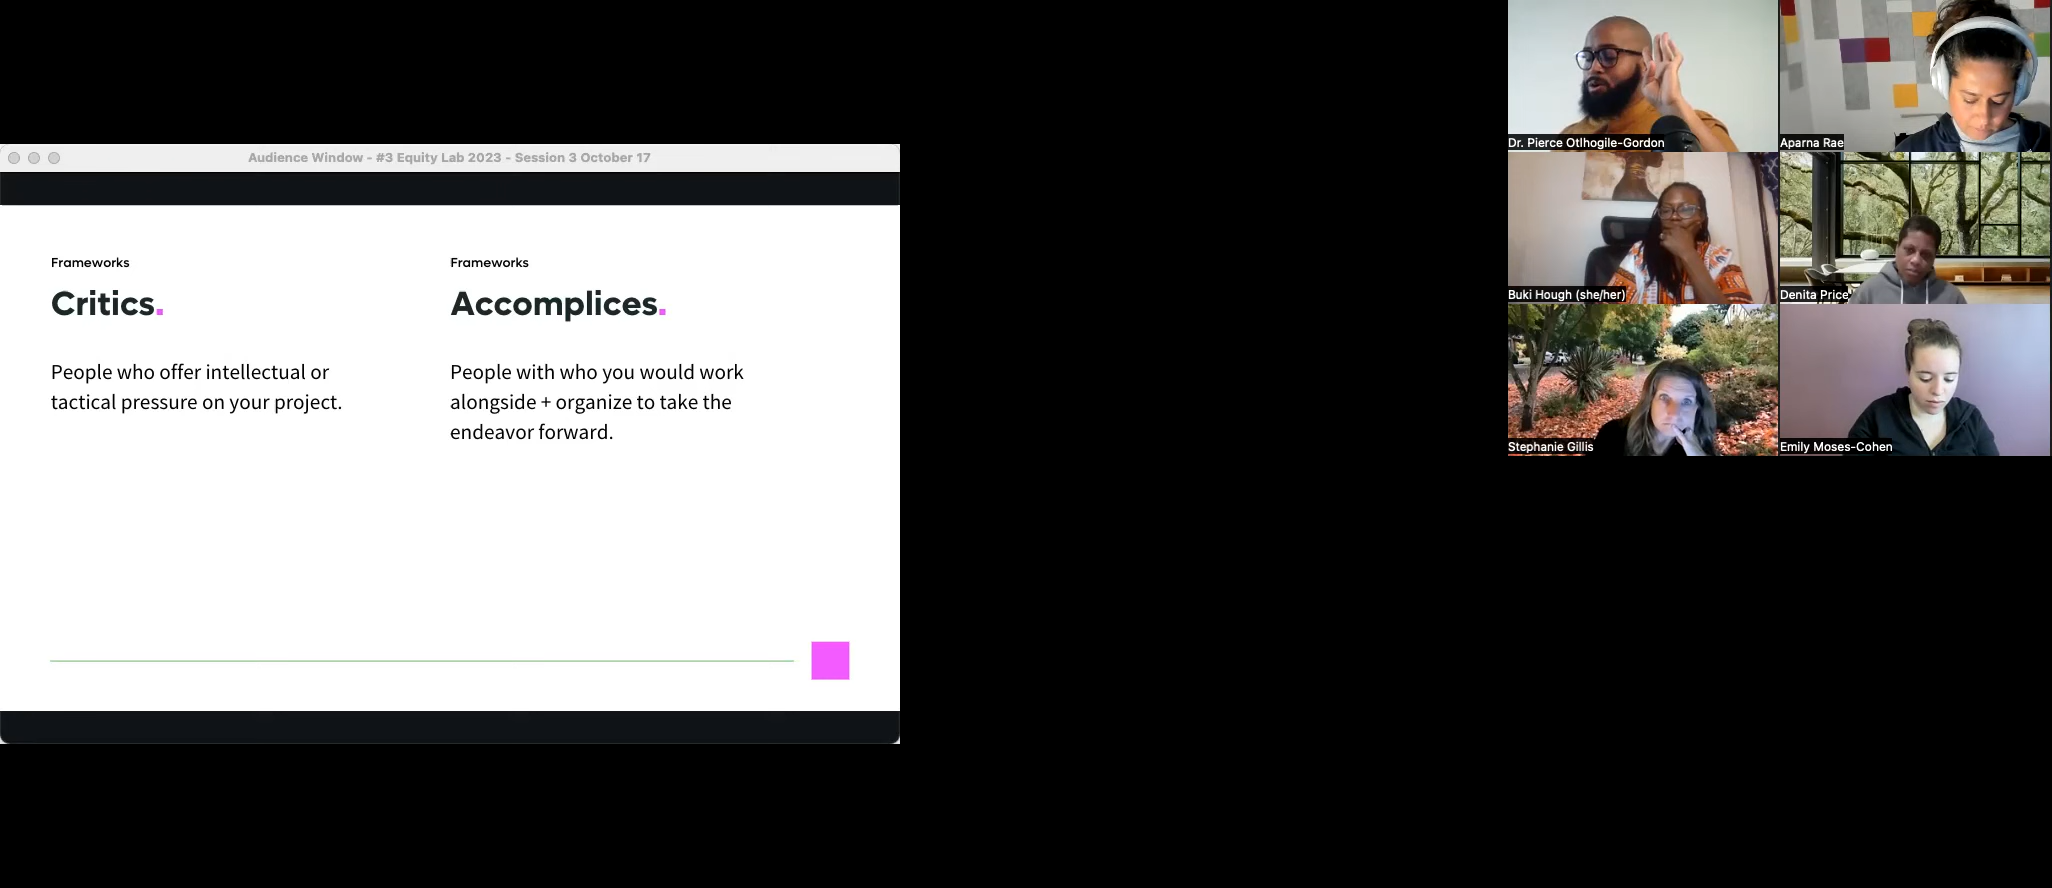 Audience Window - #3 Equity Lab 2023 - Session 3 October 17
Frameworks
Critics.
People who offer intellectual or
tactical pressure on your project.
Frameworks
Accomplices.
People with who you would work
alongside + organize to take the
endeavor forward.
Dr. Pierce Otlhogile-Gordon
Aparna Rae
Buki Hough (she/her)
Denita Price
Stephanie Gillis
Emily Moses-Cohen